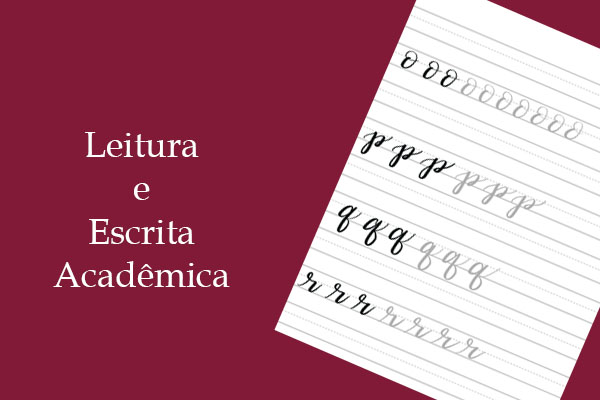 Leitura
e
Escrita
Acadêmica
o o o o o o o o o o
p p p p p p
q q q q q q
r r r r r r r